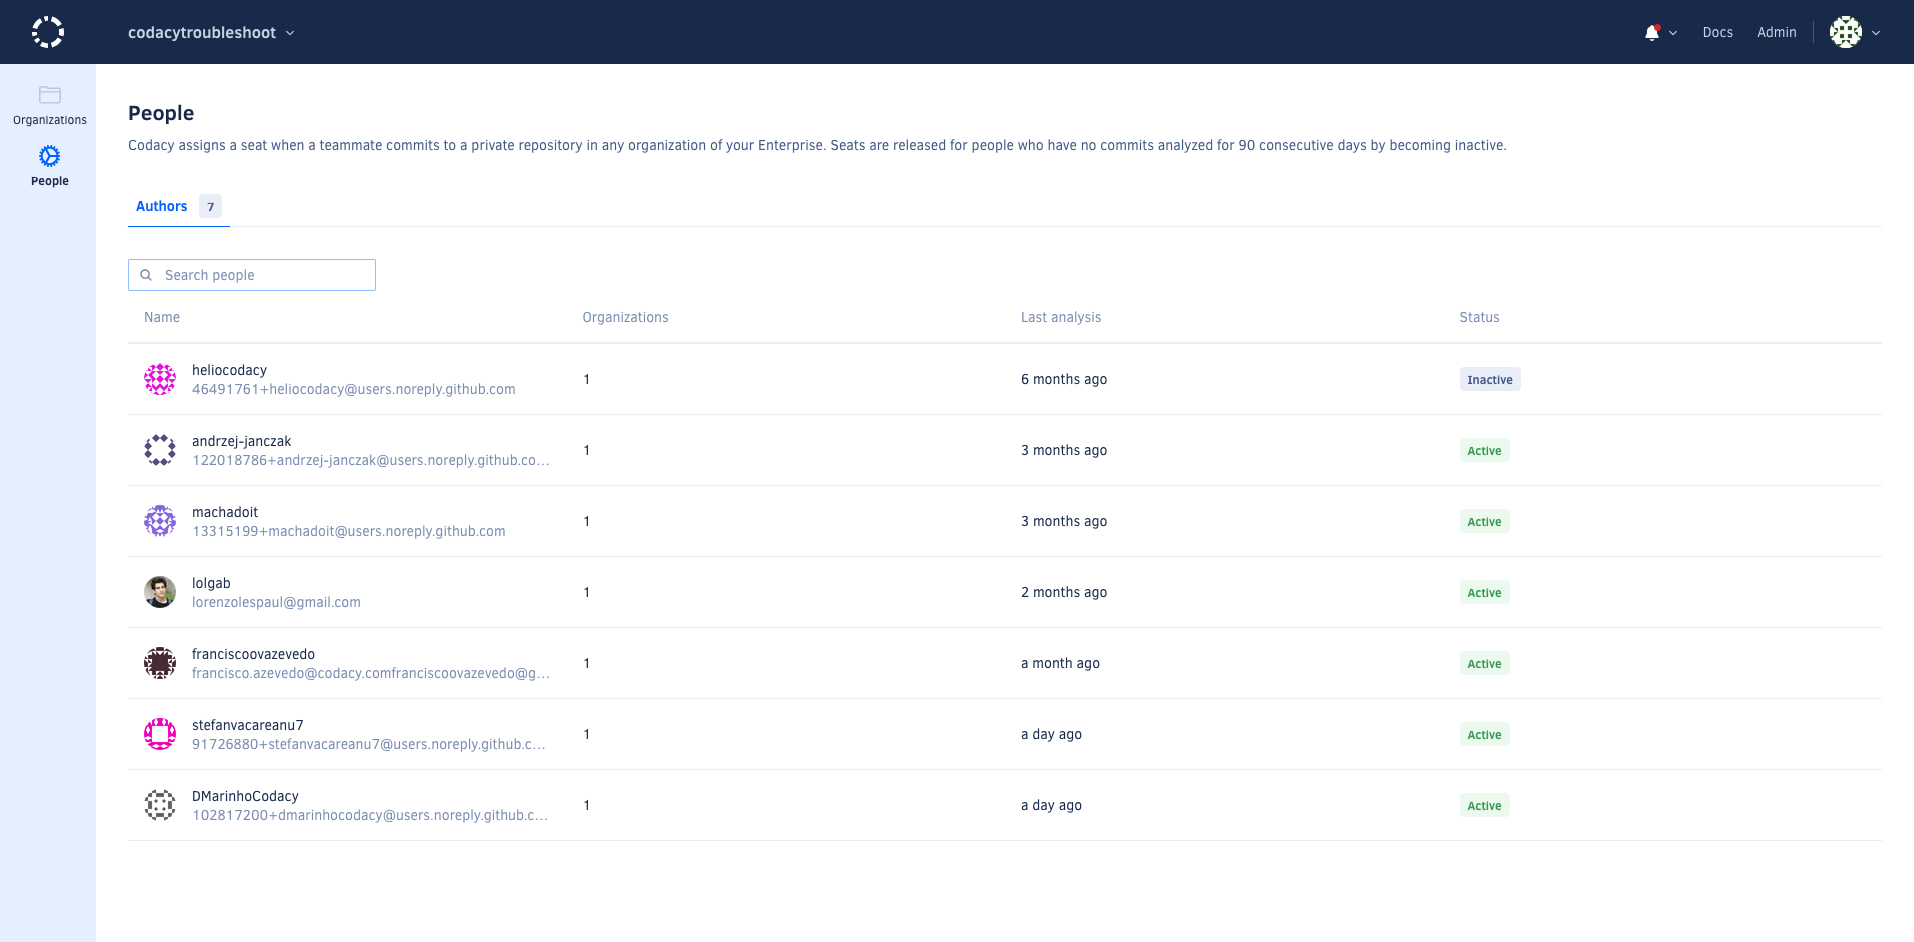 codacytroubleshoot
Docs Admin
Organizations
People
People
Codacy assigns a seat when a teammate commits to a private repository in any organization of your Enterprise. Seats are released for people who have no commits analyzed for 90 consecutive days by becoming inactive.
Authors 7
Search people
Name Organizations Last analysis Status
heliocodacy
46491761+heliocodacy@users.noreply.github.com
1 6 months ago Inactive
andrzej-janczak
122018786+andrzej-janczak@users.noreply.github.co...
1 3 months ago Active
machadoit
13315199+machadoit@users.noreply.github.com
1 3 months ago Active
lolgab
lorenzolespaul@gmail.com
1 2 months ago Active
franciscoovazevedo
francisco.azevedo@codacy.comfranciscoovazevedo@g...
1 a month ago Active
stefanvacareanu7
91726880+stefanvacareanu7@users.noreply.github.c...
1 a day ago Active
DMarinhoCodacy
102817200+dmarinhocodacy@users.noreply.github.c...
1 a day ago Active